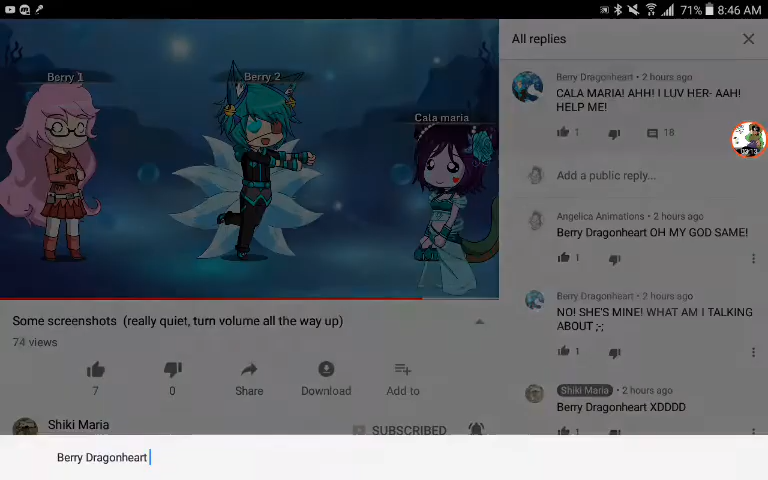 71% 8:46 AM
Berry 1
Berry 2
Cala maria
Some screenshots (really quiet, turn volume all the way up)
74 views
7
0
Share
Download
Add to
Shiki Maria
SUBSCRIBED
All replies
Berry Dragonheart • 2 hours ago
CALA MARIA! AHH! I LUV HER- AAH!
HELP ME!
1
18
Add a public reply...
Angelica Animations • 2 hours ago
Berry Dragonheart OH MY GOD SAME!
1
Berry Dragonheart • 2 hours ago
NO! SHE'S MINE! WHAT AM I TALKING
ABOUT ;-;
1
Shiki Maria • 2 hours ago
Berry Dragonheart XDDDD
1
Berry Dragonheart